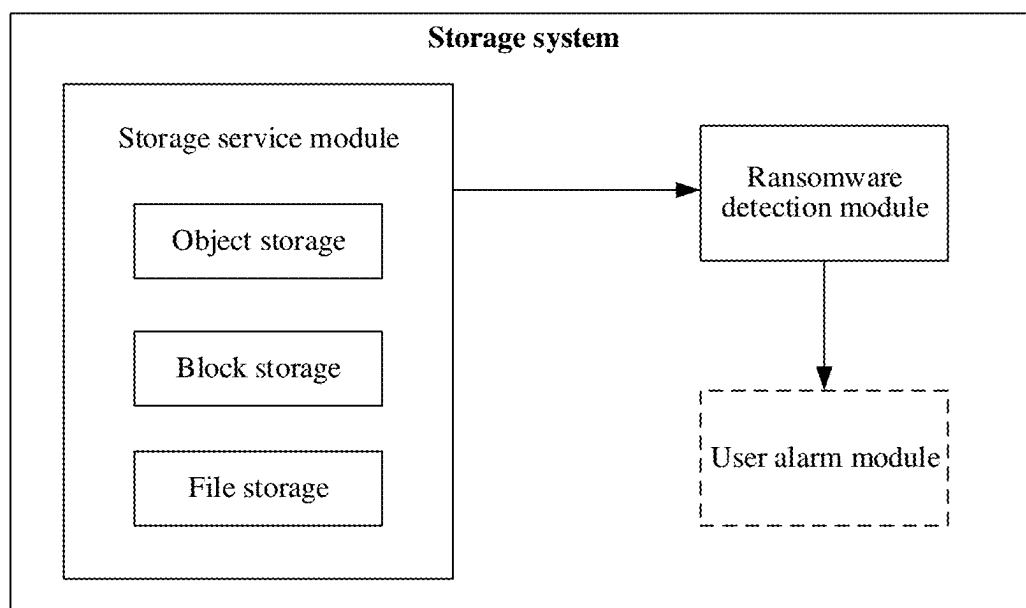 Storage system
Storage service module
Object storage
Block storage
File storage
Ransomware
detection module
User alarm module